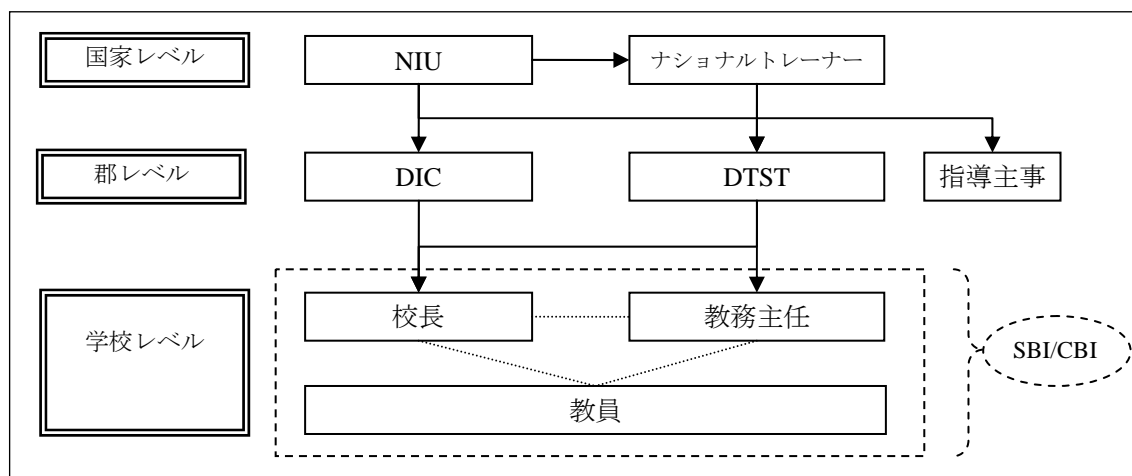 国家レベル
NIU
ナショナルトレーナー
郡レベル
DIC
DTST
指導主事
学校レベル
校長
教務主任
SBI/CBI
教員